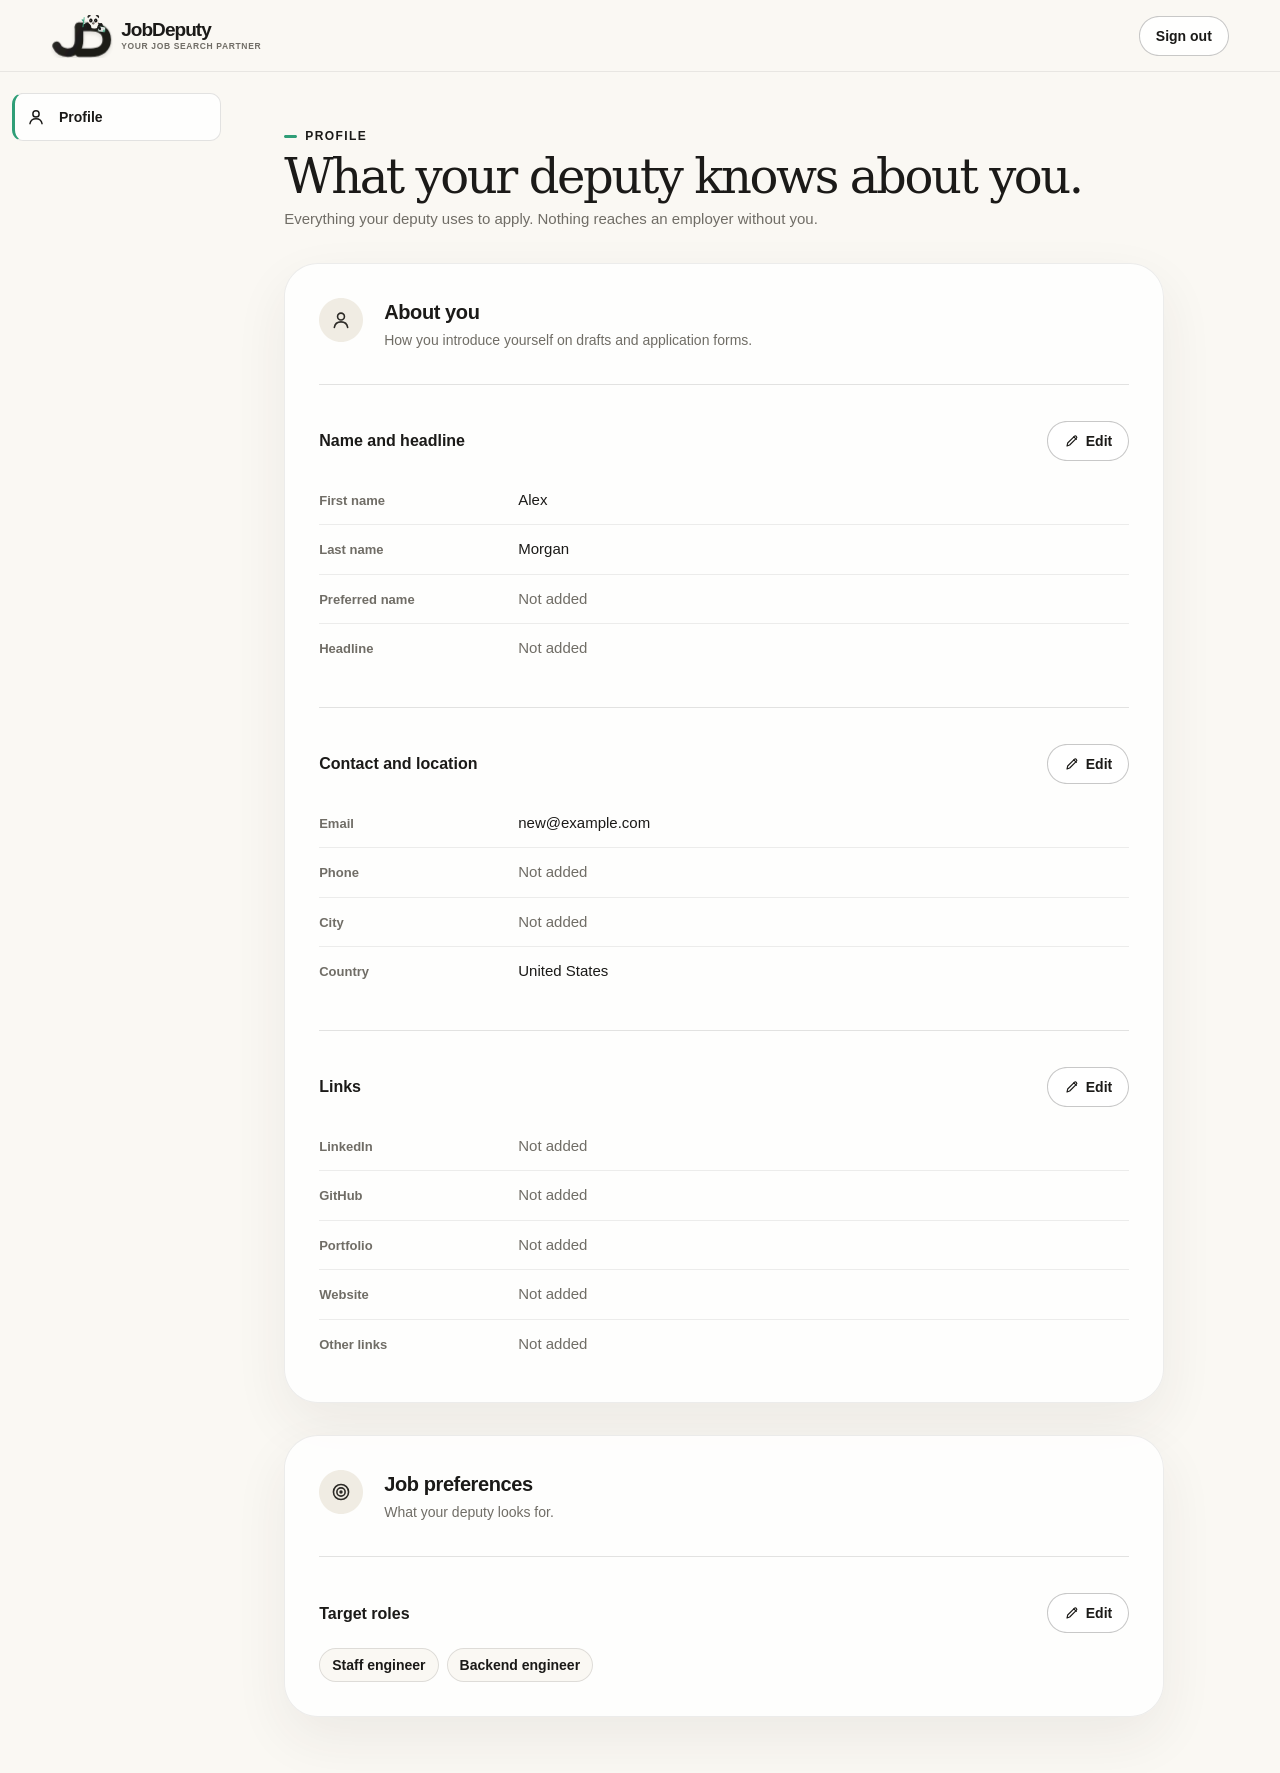 JobDeputy
YOUR JOB SEARCH PARTNER
Sign out
Profile
PROFILE
What your deputy knows about you.
Everything your deputy uses to apply. Nothing reaches an employer without you.
About you
How you introduce yourself on drafts and application forms.
Name and headline
Edit
First name Alex
Last name Morgan
Preferred name Not added
Headline Not added
Contact and location
Edit
Email new@example.com
Phone Not added
City Not added
Country United States
Links
Edit
LinkedIn Not added
GitHub Not added
Portfolio Not added
Website Not added
Other links Not added
Job preferences
What your deputy looks for.
Target roles
Edit
Staff engineer Backend engineer